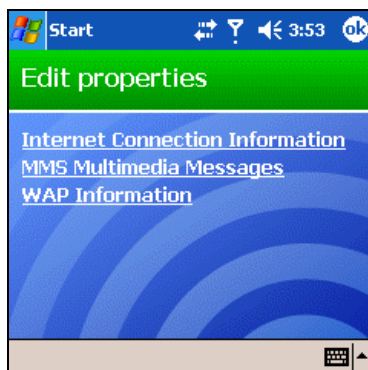 Start 3:53 ok
Edit properties
Internet Connection Information
MMS Multimedia Messages
WAP Information